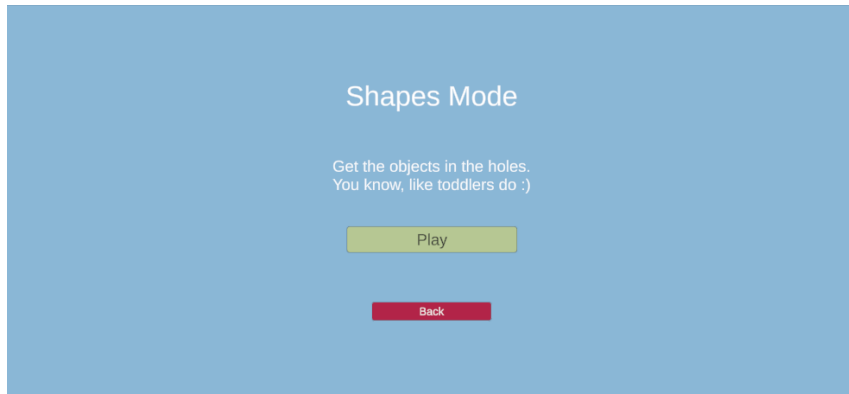 Shapes Mode
Get the objects in the holes.
You know, like toddlers do :)
Play
Back